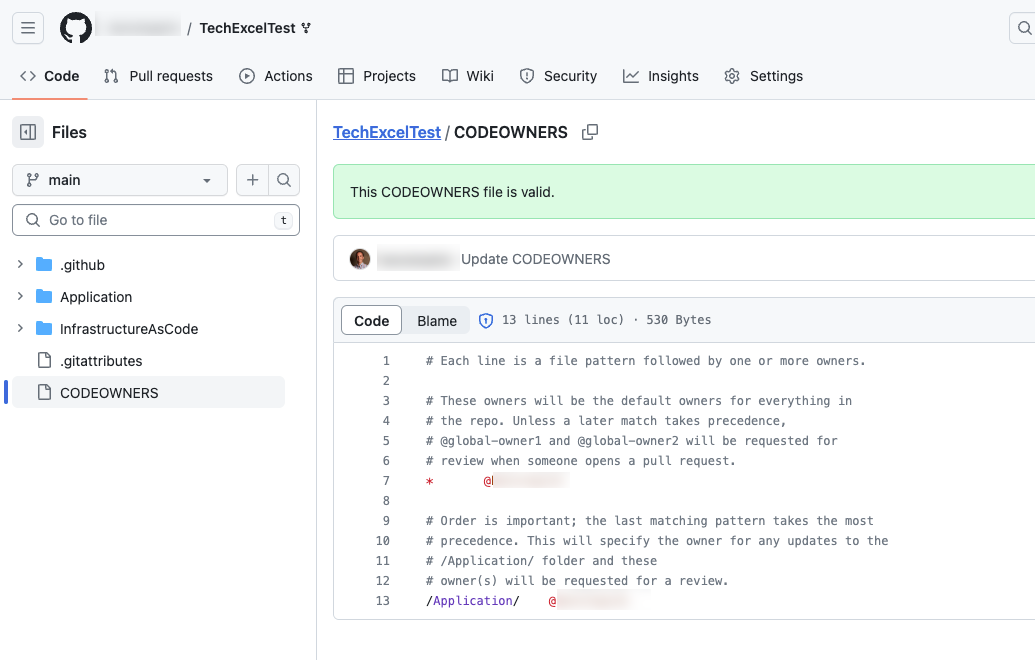 / TechExcelTest
Code Pull requests Actions Projects Wiki Security Insights Settings
Files
main
Go to file t
.github
Application
InfrastructureAsCode
.gitattributes
CODEOWNERS
TechExcelTest / CODEOWNERS
This CODEOWNERS file is valid.
Update CODEOWNERS
Code Blame 13 lines (11 loc) · 530 Bytes
1 # Each line is a file pattern followed by one or more owners.
2
3 # These owners will be the default owners for everything in
4 # the repo. Unless a later match takes precedence,
5 # @global-owner1 and @global-owner2 will be requested for
6 # review when someone opens a pull request.
7 * @
8
9 # Order is important; the last matching pattern takes the most
10 # precedence. This will specify the owner for any updates to the
11 # /Application/ folder and these
12 # owner(s) will be requested for a review.
13 /Application/ @